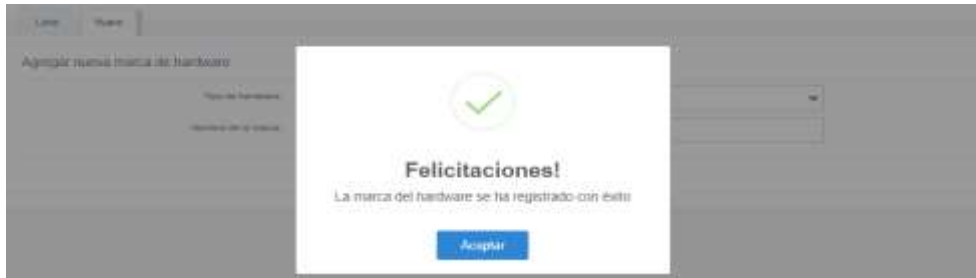 Nuevo
Agregar nueva marca de hardware
Tipo de hardware:
Nombre de la marca:
Felicitaciones!
La marca del hardware se ha registrado con éxito
Aceptar